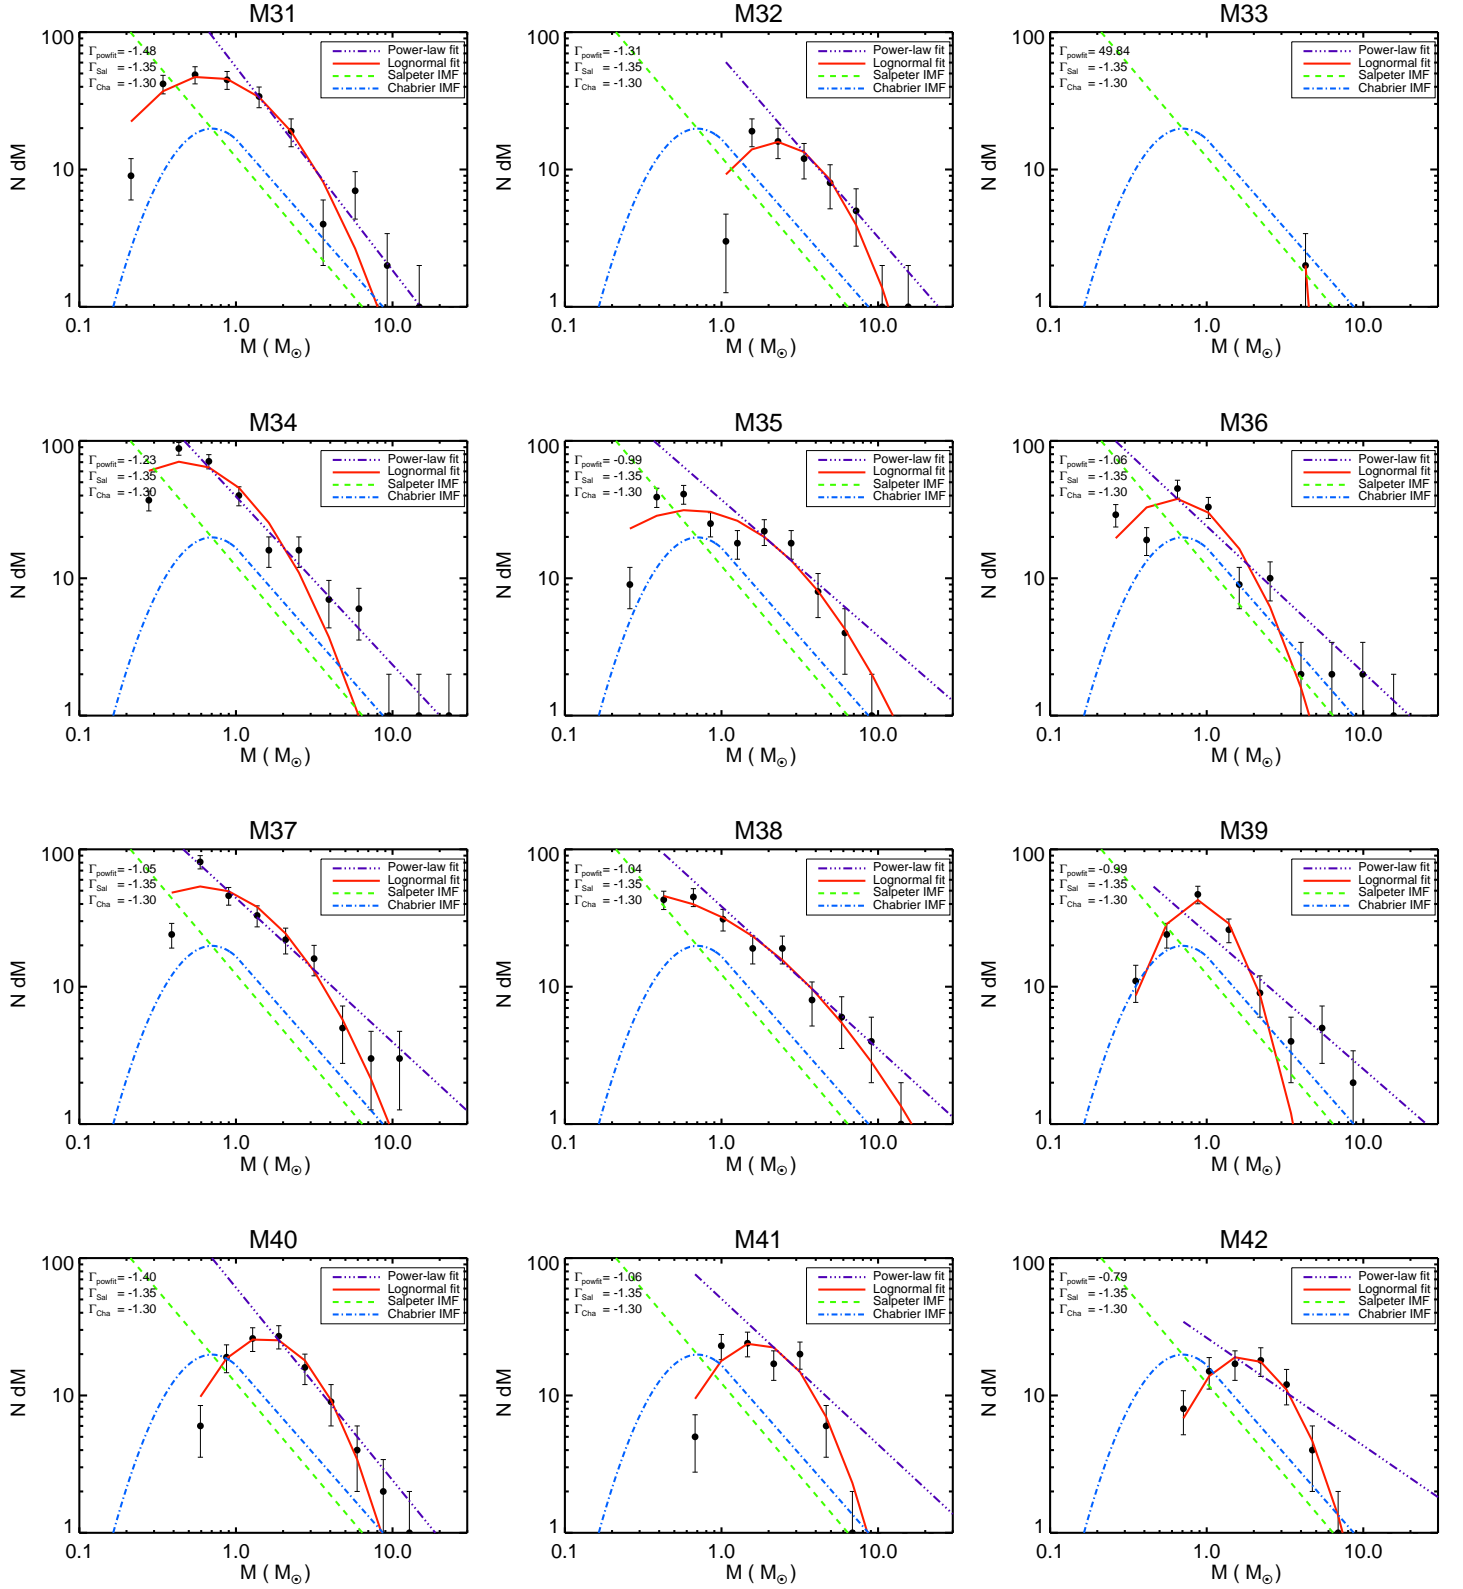 M31
100
10
1
N dM
Γpowfit= -1.48
ΓSal = -1.35
ΓCha = -1.30
Power-law fit
Lognormal fit
Salpeter IMF
Chabrier IMF
0.1 1.0 10.0
M ( M⊙)
M32
100
10
1
N dM
Γpowfit= -1.31
ΓSal = -1.35
ΓCha = -1.30
Power-law fit
Lognormal fit
Salpeter IMF
Chabrier IMF
0.1 1.0 10.0
M ( M⊙)
M33
100
10
1
N dM
Γpowfit= 49.84
ΓSal = -1.35
ΓCha = -1.30
Power-law fit
Lognormal fit
Salpeter IMF
Chabrier IMF
0.1 1.0 10.0
M ( M⊙)
M34
100
10
1
N dM
Γpowfit= -1.23
ΓSal = -1.35
ΓCha = -1.30
Power-law fit
Lognormal fit
Salpeter IMF
Chabrier IMF
0.1 1.0 10.0
M ( M⊙)
M35
100
10
1
N dM
Γpowfit= -0.99
ΓSal = -1.35
ΓCha = -1.30
Power-law fit
Lognormal fit
Salpeter IMF
Chabrier IMF
0.1 1.0 10.0
M ( M⊙)
M36
100
10
1
N dM
Γpowfit= -1.06
ΓSal = -1.35
ΓCha = -1.30
Power-law fit
Lognormal fit
Salpeter IMF
Chabrier IMF
0.1 1.0 10.0
M ( M⊙)
M37
100
10
1
N dM
Γpowfit= -1.05
ΓSal = -1.35
ΓCha = -1.30
Power-law fit
Lognormal fit
Salpeter IMF
Chabrier IMF
0.1 1.0 10.0
M ( M⊙)
M38
100
10
1
N dM
Γpowfit= -1.04
ΓSal = -1.35
ΓCha = -1.30
Power-law fit
Lognormal fit
Salpeter IMF
Chabrier IMF
0.1 1.0 10.0
M ( M⊙)
M39
100
10
1
N dM
Γpowfit= -0.99
ΓSal = -1.35
ΓCha = -1.30
Power-law fit
Lognormal fit
Salpeter IMF
Chabrier IMF
0.1 1.0 10.0
M ( M⊙)
M40
100
10
1
N dM
Γpowfit= -1.40
ΓSal = -1.35
ΓCha = -1.30
Power-law fit
Lognormal fit
Salpeter IMF
Chabrier IMF
0.1 1.0 10.0
M ( M⊙)
M41
100
10
1
N dM
Γpowfit= -1.06
ΓSal = -1.35
ΓCha = -1.30
Power-law fit
Lognormal fit
Salpeter IMF
Chabrier IMF
0.1 1.0 10.0
M ( M⊙)
M42
100
10
1
N dM
Γpowfit= -0.79
ΓSal = -1.35
ΓCha = -1.30
Power-law fit
Lognormal fit
Salpeter IMF
Chabrier IMF
0.1 1.0 10.0
M ( M⊙)